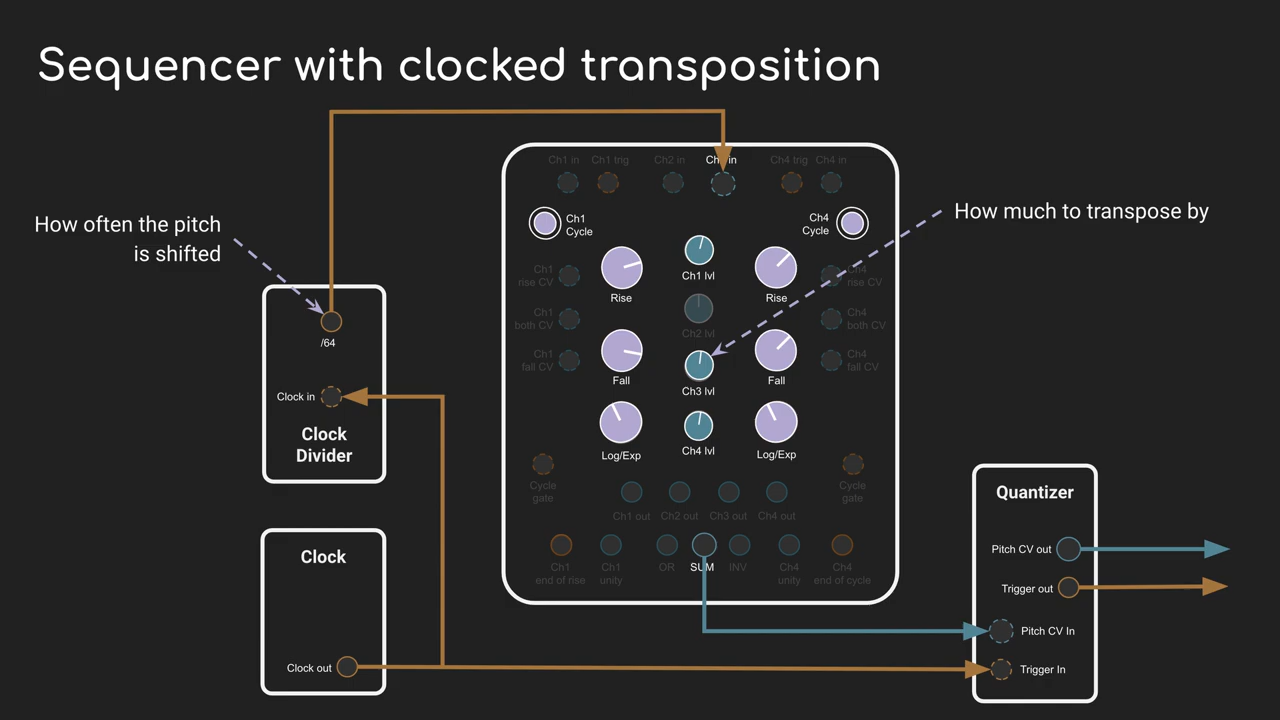 Sequencer with clocked transposition
How often the pitch
is shifted
How much to transpose by
/64
Clock in
Clock
Divider
Clock
Clock out
Ch1 in
Ch1 trig
Ch2 in
in
Ch4 trig
Ch4 in
Ch1
Cycle
Ch4
Cycle
Ch1
rise CV
Ch1
both CV
Ch1
fall CV
Rise
Fall
Log/Exp
Ch1 lvl
Ch2 lvl
Ch3 lvl
Ch4 lvl
Rise
Fall
Log/Exp
Ch4
rise CV
Ch4
both CV
Ch4
fall CV
Cycle
gate
Cycle
gate
Ch1 out
Ch2 out
Ch3 out
Ch4 out
Ch1
end of rise
Ch1
unity
OR
SUM
INV
Ch4
unity
Ch4
end of cycle
Quantizer
Pitch CV out
Trigger out
Pitch CV In
Trigger In